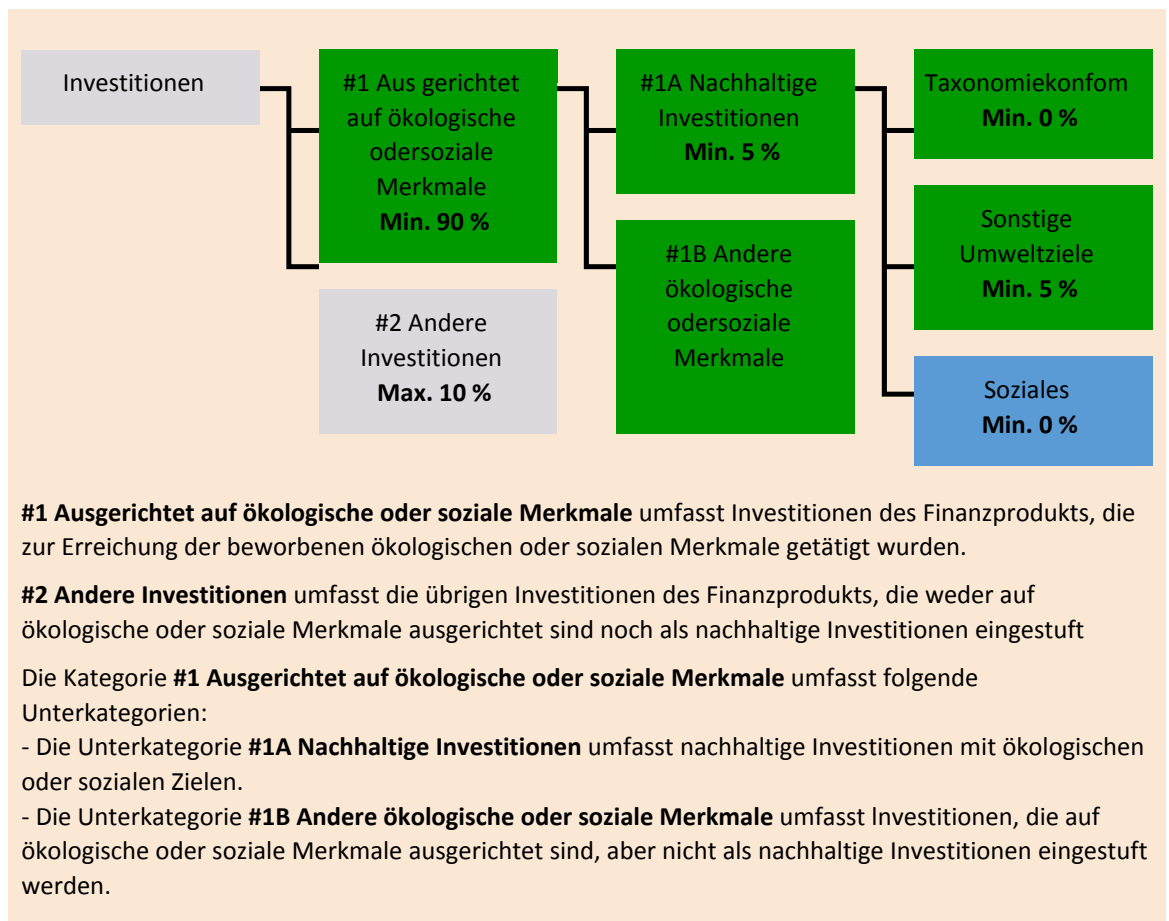 Investitionen
#1 Aus gerichtet
auf ökologische
odersoziale
Merkmale
Min. 90 %
#2 Andere
Investitionen
Max. 10 %
#1A Nachhaltige
Investitionen
Min. 5 %
#1B Andere
ökologische
odersoziale
Merkmale
Taxonomiekonfom
Min. 0 %
Sonstige
Umweltziele
Min. 5 %
Soziales
Min. 0 %
#1 Ausgerichtet auf ökologische oder soziale Merkmale umfasst Investitionen des Finanzprodukts, die
zur Erreichung der beworbenen ökologischen oder sozialen Merkmale getätigt wurden.
#2 Andere Investitionen umfasst die übrigen Investitionen des Finanzprodukts, die weder auf
ökologische oder soziale Merkmale ausgerichtet sind noch als nachhaltige Investitionen eingestuft
Die Kategorie #1 Ausgerichtet auf ökologische oder soziale Merkmale umfasst folgende
Unterkategorien:
- Die Unterkategorie #1A Nachhaltige Investitionen umfasst nachhaltige Investitionen mit ökologischen
oder sozialen Zielen.
- Die Unterkategorie #1B Andere ökologische oder soziale Merkmale umfasst lnvestitionen, die auf
ökologische oder soziale Merkmale ausgerichtet sind, aber nicht als nachhaltige Investitionen eingestuft
werden.